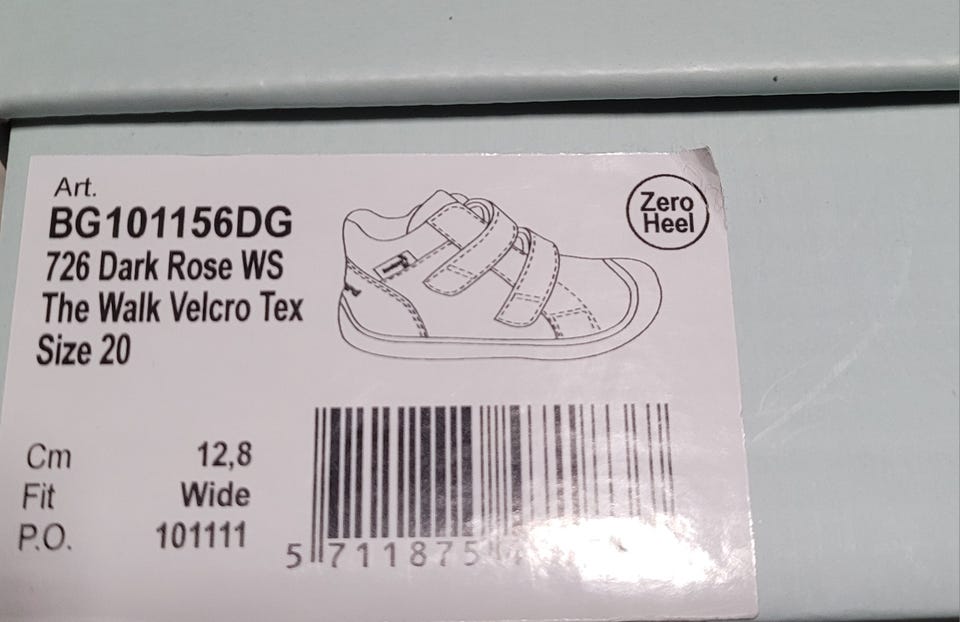 Art.
BG101156DG
726 Dark Rose WS
The Walk Velcro Tex
Size 20
Zero
Heel
Cm 12,8
Fit Wide
P.O. 101111
5 711875